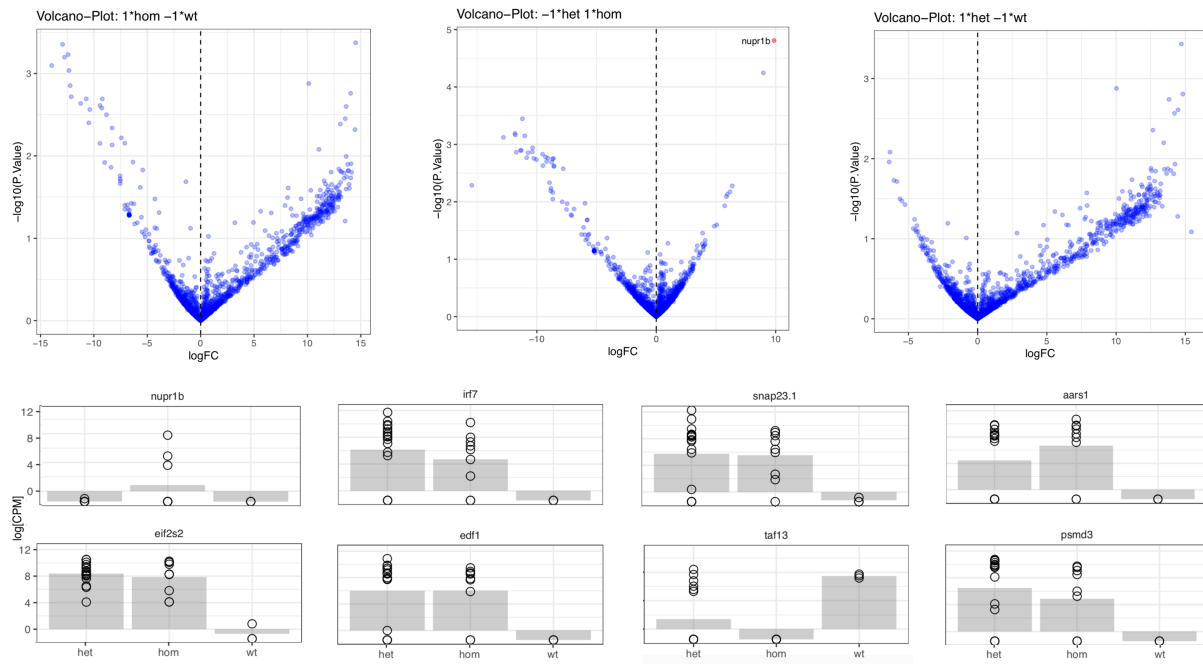 Volcano−Plot: 1*hom −1*wt
3
2
1
0
−log10(P.Value)
−15
−10
−5
0
5
10
15
logFC
Volcano−Plot: −1*het 1*hom
5
4
3
2
1
0
−log10(P.Value)
nupr1b
−10
0
10
logFC
Volcano−Plot: 1*het −1*wt
3
2
1
0
−log10(P.Value)
−5
0
5
10
15
logFC
nupr1b
irf7
snap23.1
aars1
12
8
4
0
log[CPM]
eif2s2
edf1
taf13
psmd3
12
8
4
0
het
hom
wt
het
hom
wt
het
hom
wt
het
hom
wt